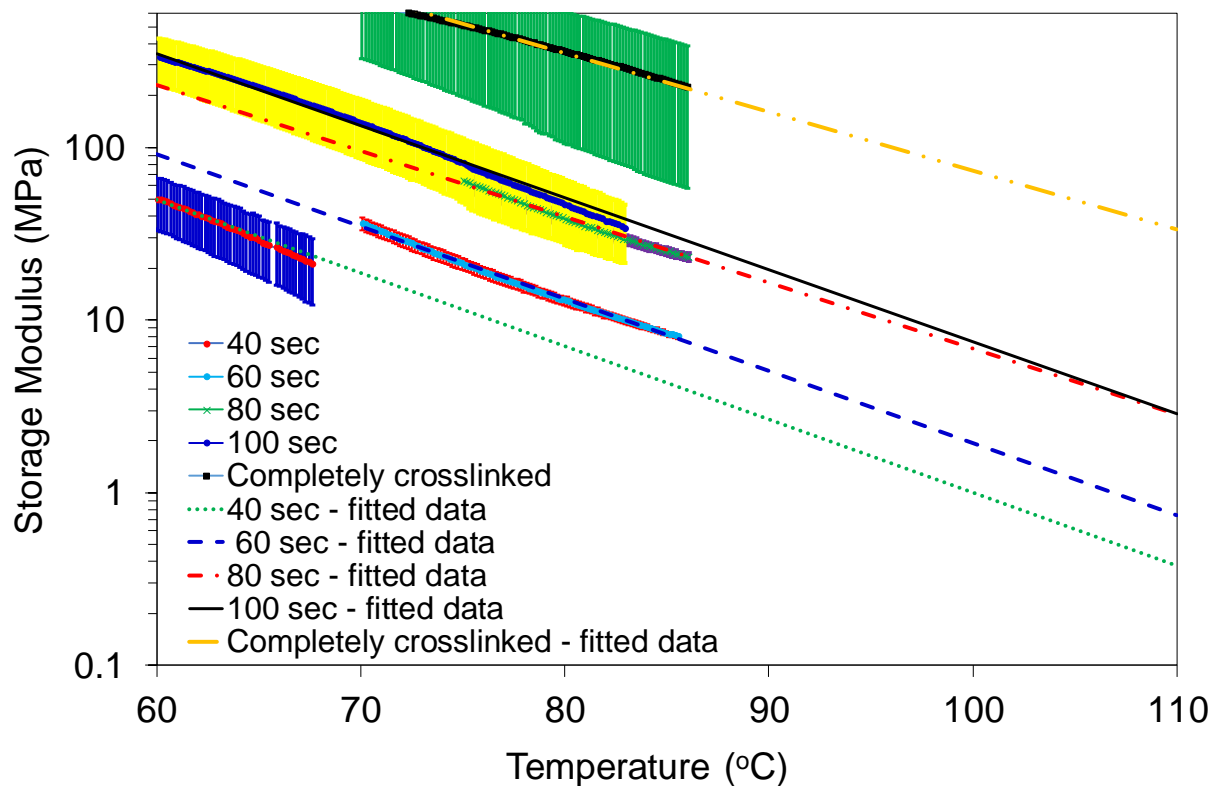 100
10
1
0.1
Storage Modulus (MPa)
40 sec
60 sec
80 sec
100 sec
Completely crosslinked
40 sec - fitted data
60 sec - fitted data
80 sec - fitted data
100 sec - fitted data
Completely crosslinked - fitted data
60 70 80 90 100 110
Temperature (ºC)